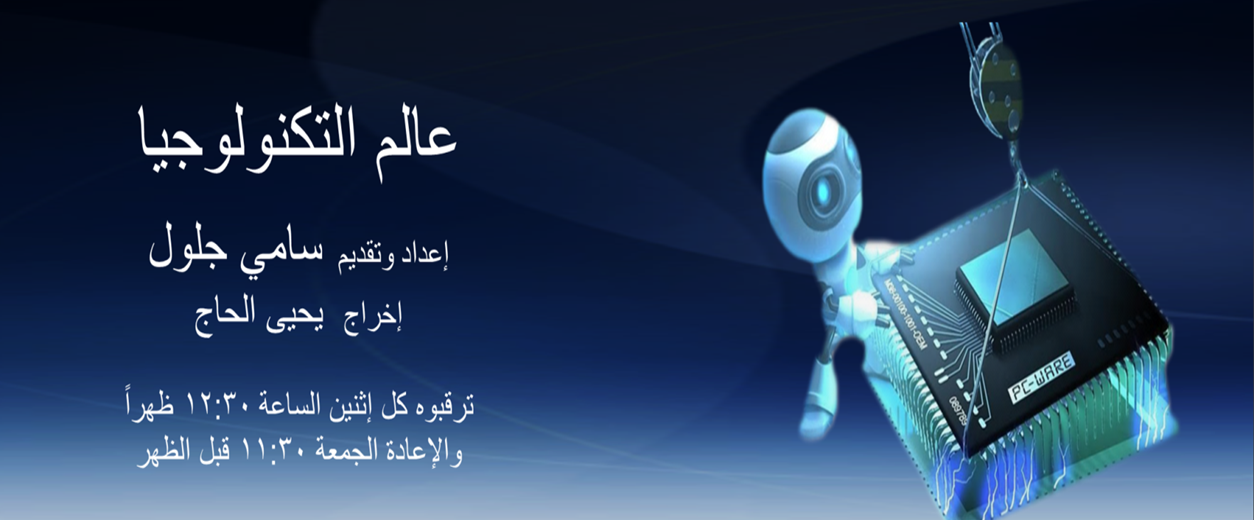 عالم التكنولوجيا
إعداد وتقديم سامي جلول
إخراج يحيى الحاج
ترقبوه كل إثنين الساعة ١٢:٣٠ ظهراً
والإعادة الجمعة ١١:٣٠ قبل الظهر
PC-WARE